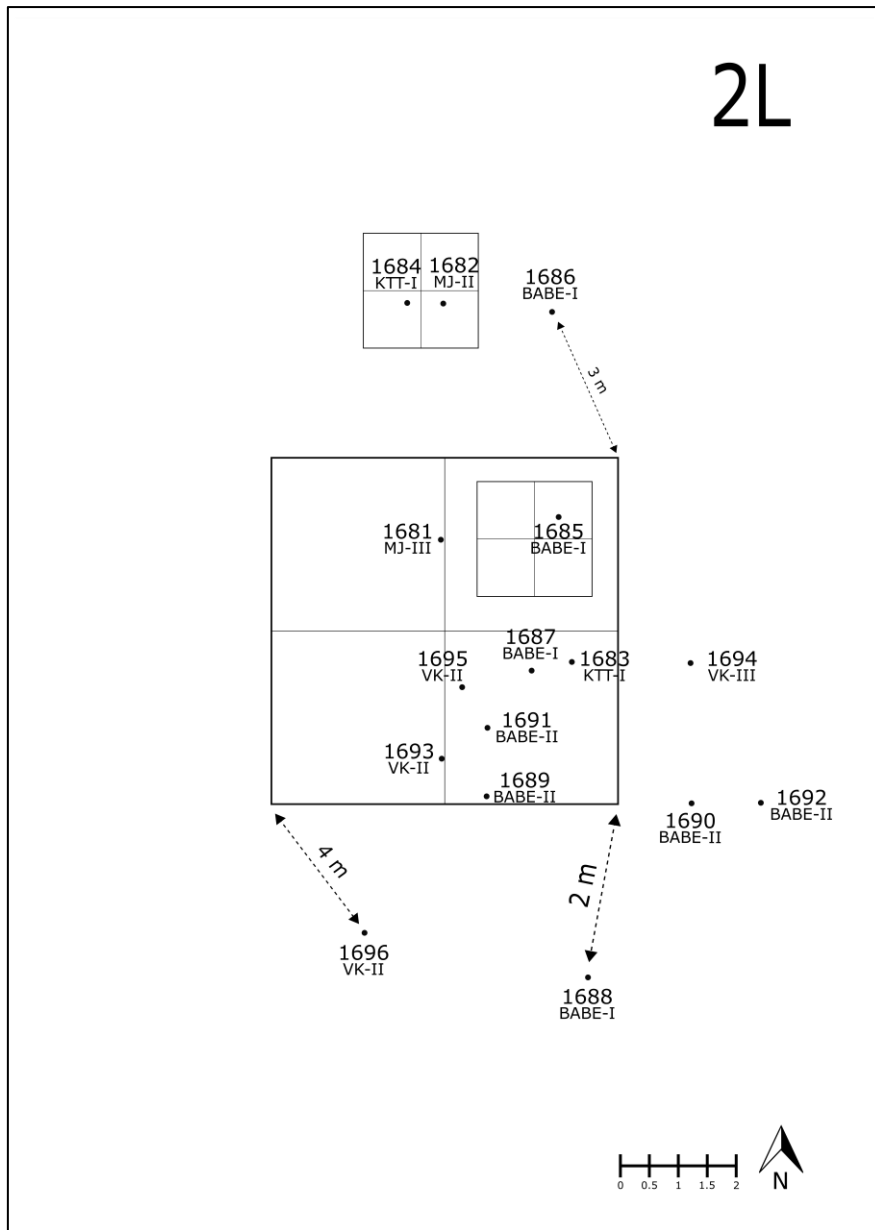 2L
1684
KTT-I
1682
MJ-II
1686
BABE-I
3 m
1681
MJ-III
1685
BABE-I
1687
BABE-I
1683
KTT-I
1695
VK-II
1694
VK-III
1691
BABE-II
1693
VK-II
1689
BABE-II
1690
BABE-II
1692
BABE-II
4 m
2 m
1696
VK-II
1688
BABE-I
0 0.5 1 1.5 2
N